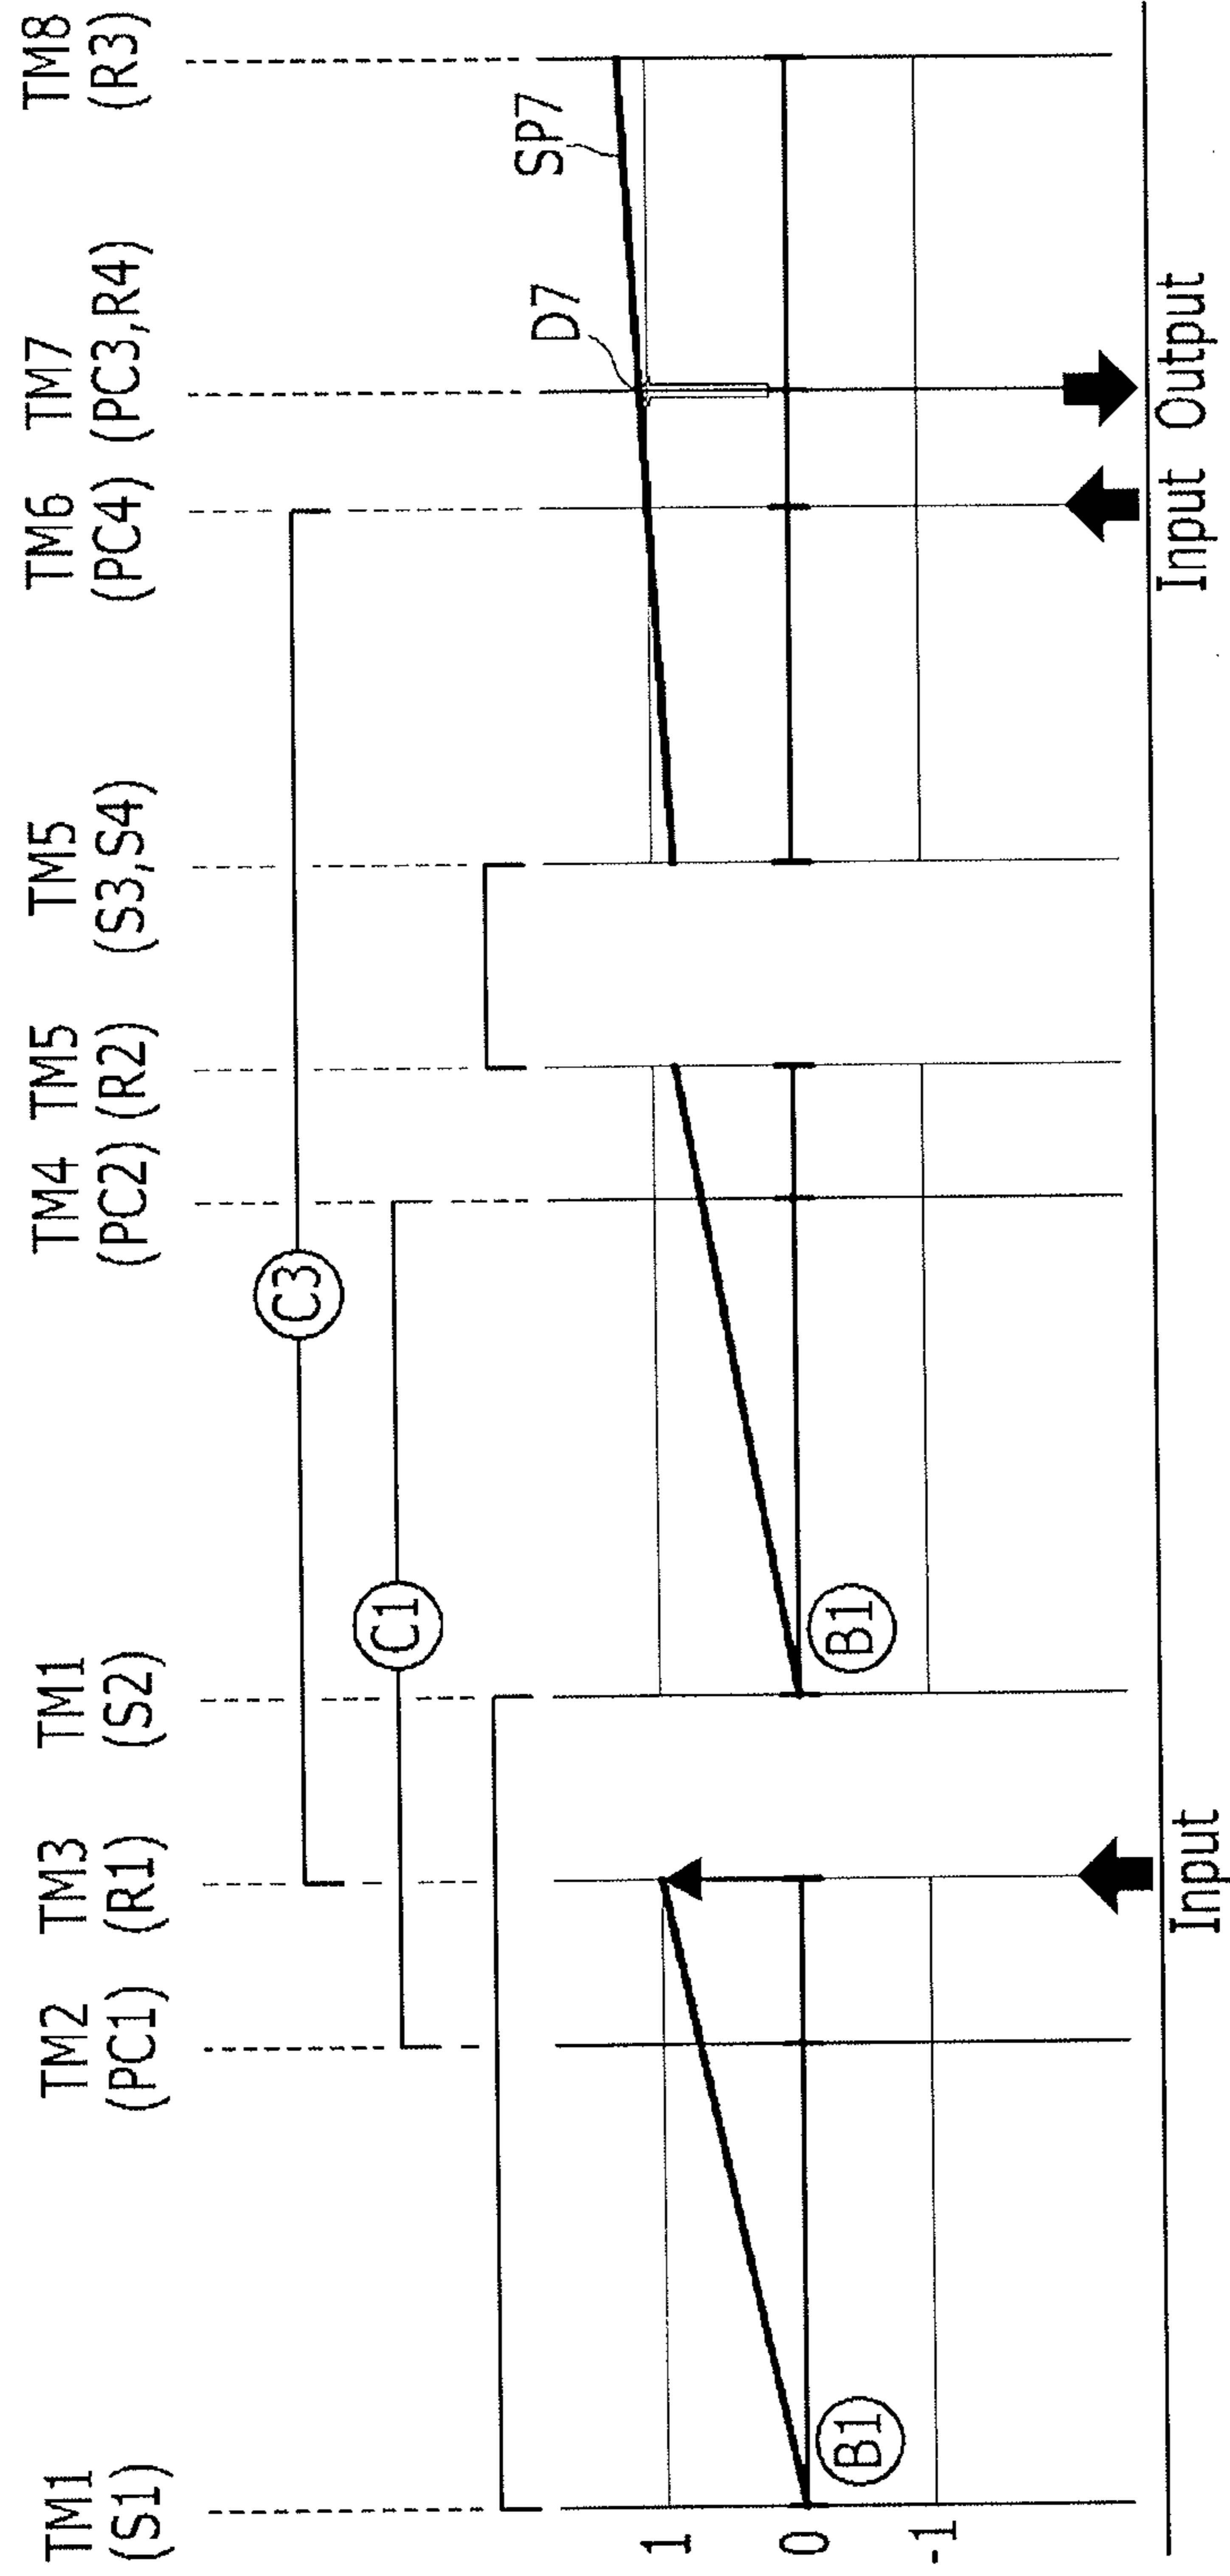 TM1 TM2 TM3 TM1 TM4 TM5 TM5 TM6 TM7 TM8
(S1) (PC1) (R1) (S2) (PC2) (R2) (S3,S4) (PC4) (PC3,R4) (R3)
C3
C1
SP7
D7
1
0
-1
B1 B1
Input Input Output